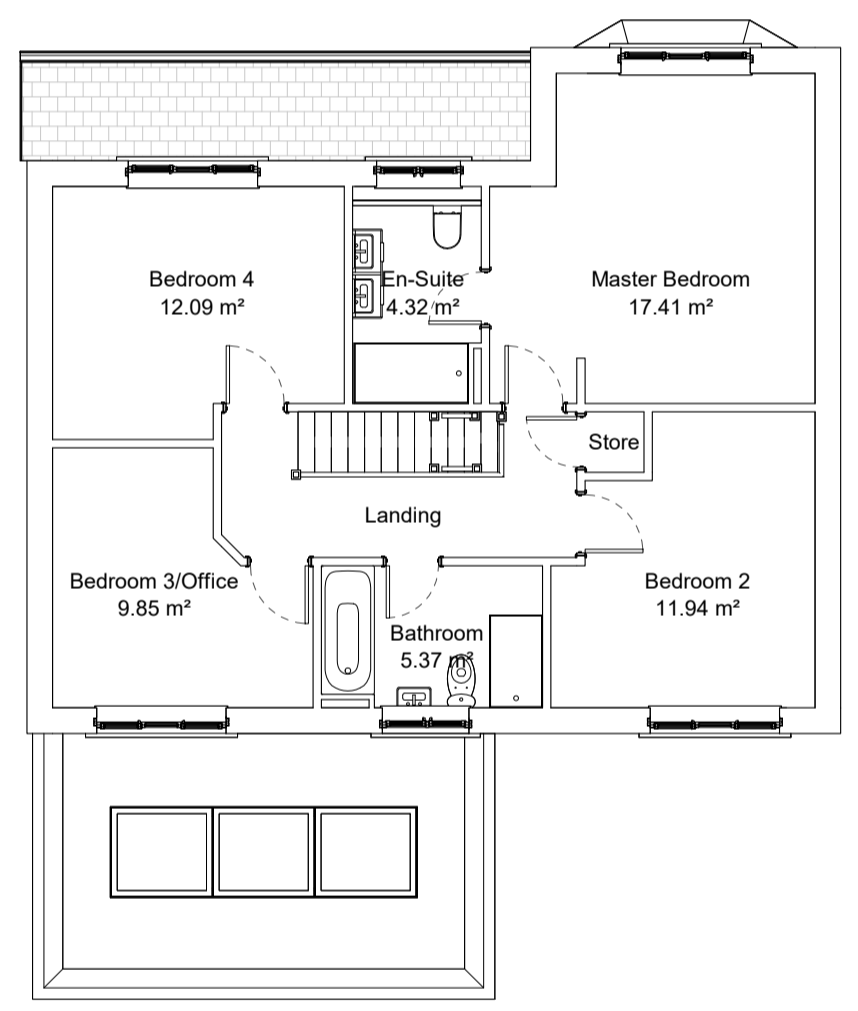 Bedroom 4
12.09 m²
En-Suite
4.32 m²
Master Bedroom
17.41 m²
Store
Landing
Bedroom 3/Office
9.85 m²
Bathroom
5.37 m²
Bedroom 2
11.94 m²